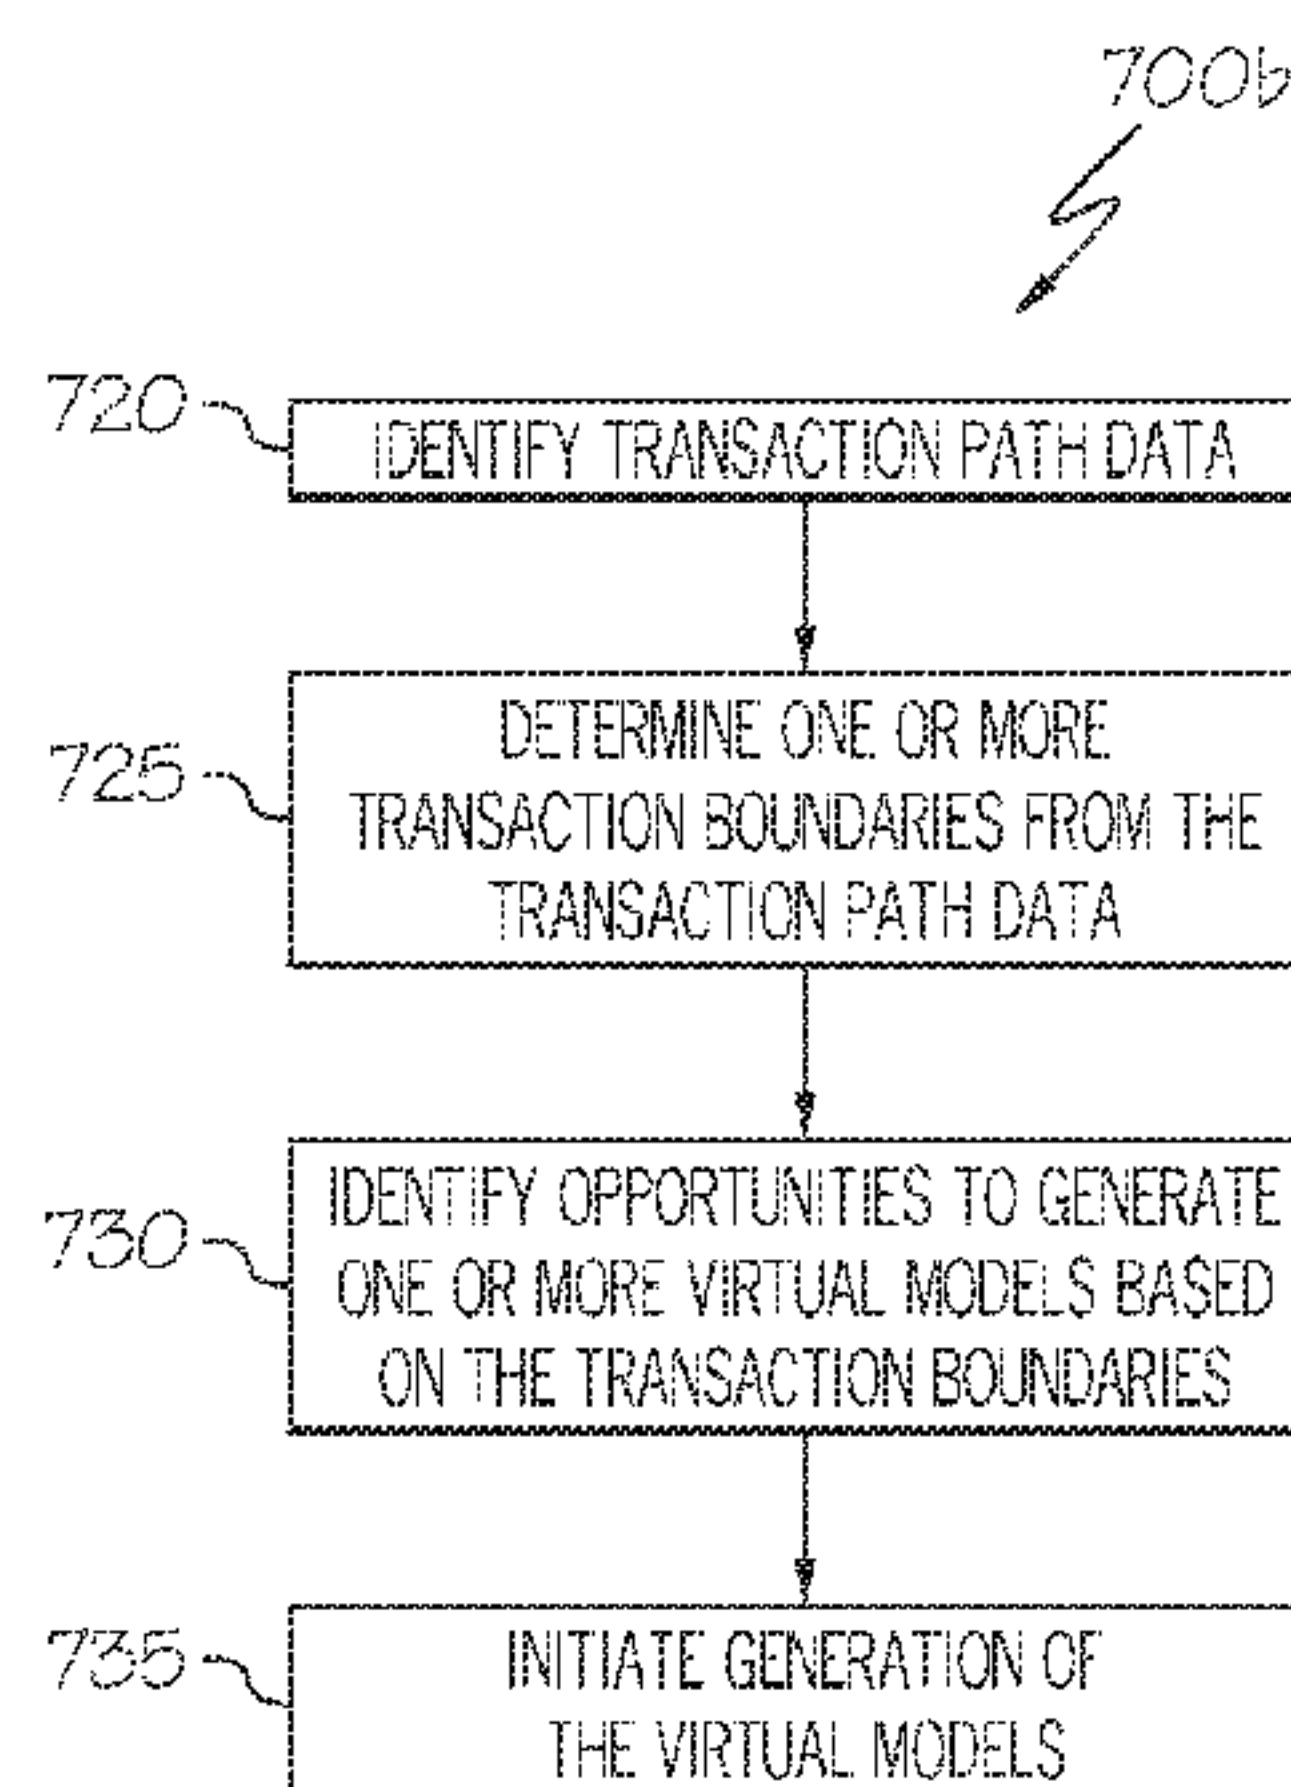 700b
720
IDENTIFY TRANSACTION PATH DATA
725
DETERMINE ONE OR MORE
TRANSACTION BOUNDARIES FROM THE
TRANSACTION PATH DATA
730
IDENTIFY OPPORTUNITIES TO GENERATE
ONE OR MORE VIRTUAL MODELS BASED
ON THE TRANSACTION BOUNDARIES
735
INITIATE GENERATION OF
THE VIRTUAL MODELS